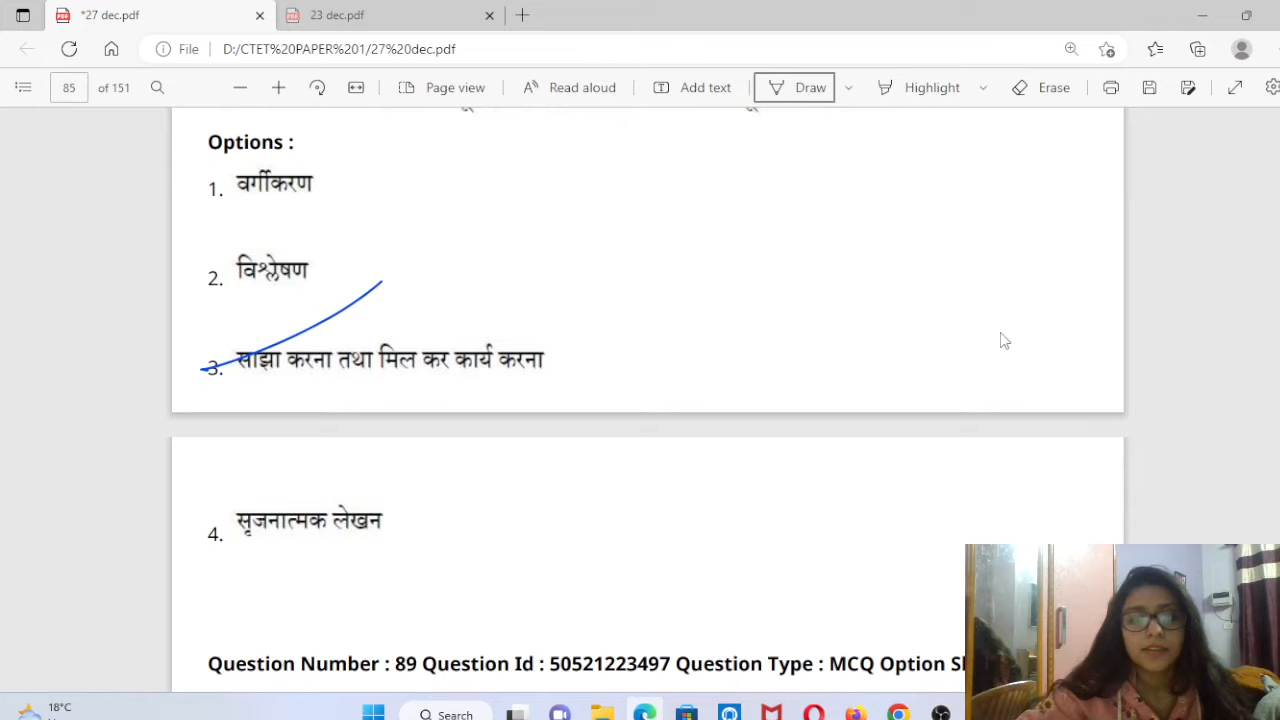 *27 dec.pdf
23 dec.pdf
File D:/CTET%20PAPER%201/27%20dec.pdf
85 of 151
Page view
Read aloud
Add text
Draw
Highlight
Erase
Options :
1. वर्गीकरण
2. विश्लेषण
3. साझा करना तथा मिल कर कार्य करना
4. सृजनात्मक लेखन
Question Number : 89 Question Id : 50521223497 Question Type : MCQ Option
18°C
Search